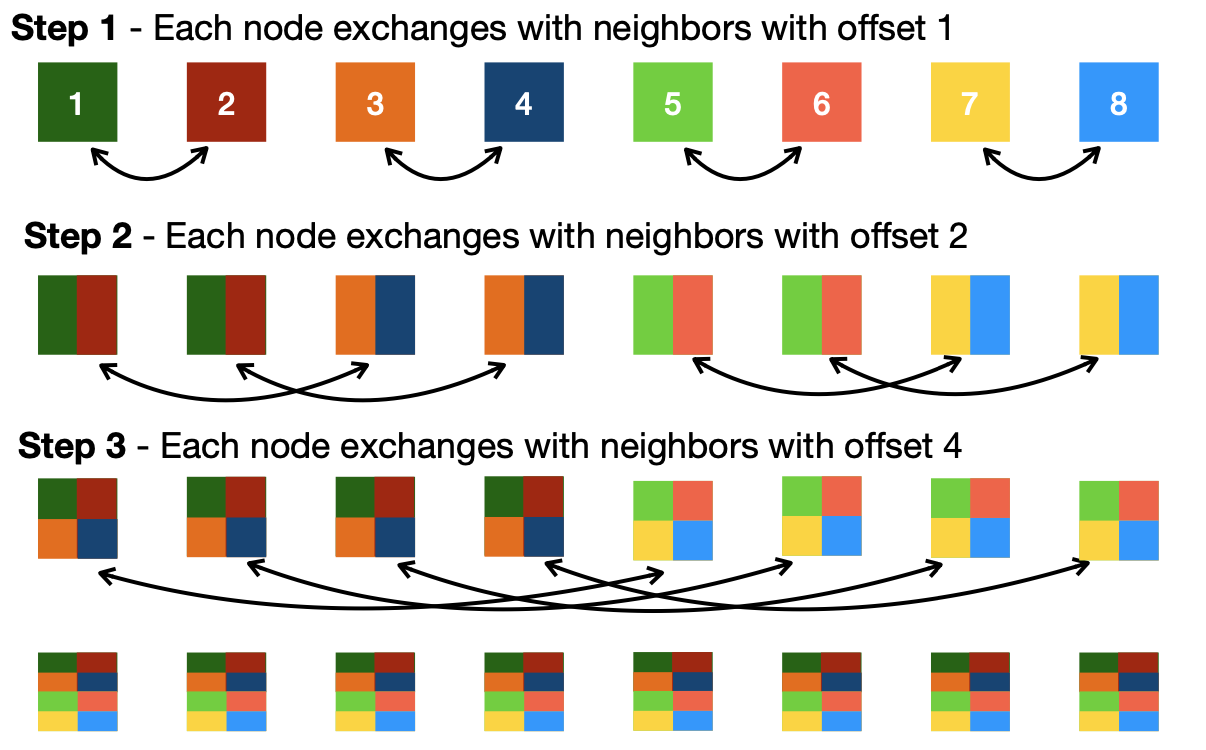 Step 1 - Each node exchanges with neighbors with offset 1
1 2 3 4 5 6 7 8
Step 2 - Each node exchanges with neighbors with offset 2
Step 3 - Each node exchanges with neighbors with offset 4